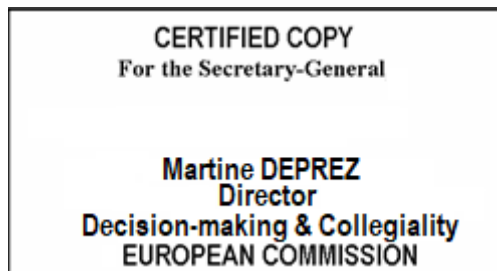 CERTIFIED COPY
For the Secretary-General
Martine DEPREZ
Director
Decision-making & Collegiality
EUROPEAN COMMISSION